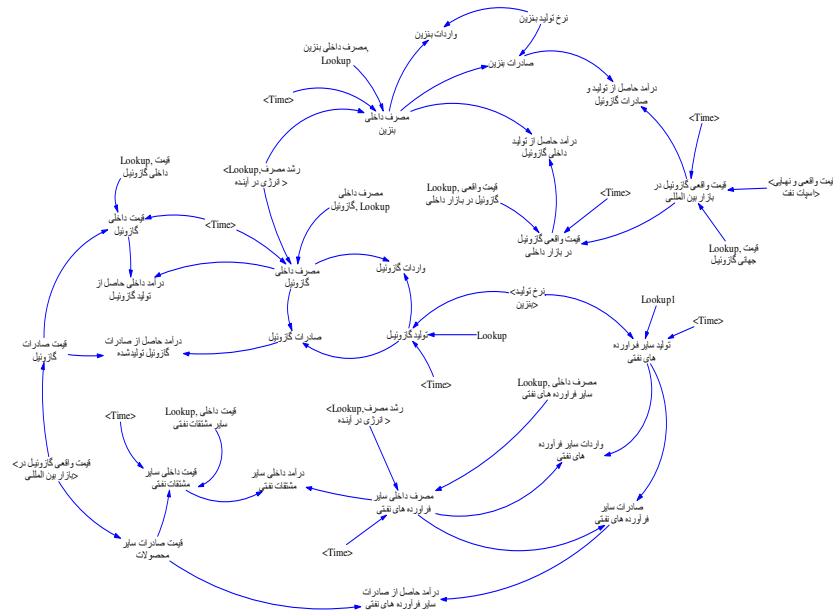 نرخ تولید بنزین
واردات بنزین
مصرف داخلی بنزین,
Lookup
صادرات بنزین
<Time>
درآمد حاصل از تولید و
صادرات گازوئیل
مصرف داخلی
بنزین
<Time>
درآمد حاصل از تولید
داخلی گازوئیل
قیمت ,Lookup
داخلی گازوئیل
رشد مصرف,Lookup>
< انرژی در آینده
مصرف داخلی
گازوئیل, Lookup
قیمت واقعی ,Lookup
گازوئیل در بازار داخلی
<Time>
قیمت واقعی گازوئیل در
بازار بین المللی
قیمت واقعی و نهایی>
<اسپات نفت
قیمت داخلی
گازوئیل
<Time>
قیمت واقعی گازوئیل
در بازار داخلی
قیمت ,Lookup
جهانی گازوئیل
مصرف داخلی
گازوئیل
واردات گازوئیل
درآمد داخلی حاصل از
تولید گازوئیل
نرخ تولید>
<بنزین
Lookup1
<Time>
قیمت صادرات
گازوئیل
درآمد حاصل از صادرات
گازوئیل تولیدشده
صادرات گازوئیل
تولید گازوئیل
Lookup
تولید سایر فراورده
های نفتی
<Time>
مصرف داخلی ,Lookup
سایر فراورده های نفتی
<Time>
قیمت داخلی ,Lookup
سایر مشتقات نفتی
رشد مصرف,Lookup>
< انرژی در آینده
واردات سایر فرآورده
های نفتی
قیمت واقعی گازوئیل در>
<بازار بین المللی
قیمت داخلی سایر
مشتقات نفتی
درآمد داخلی سایر
مشتقات نفتی
مصرف داخلی سایر
فراورده های نفتی
صادرات سایر
فرآورده های نفتی
<Time>
قیمت صادرات سایر
محصولات
درآمد حاصل از صادرات
سایر فرآورده های نفتی